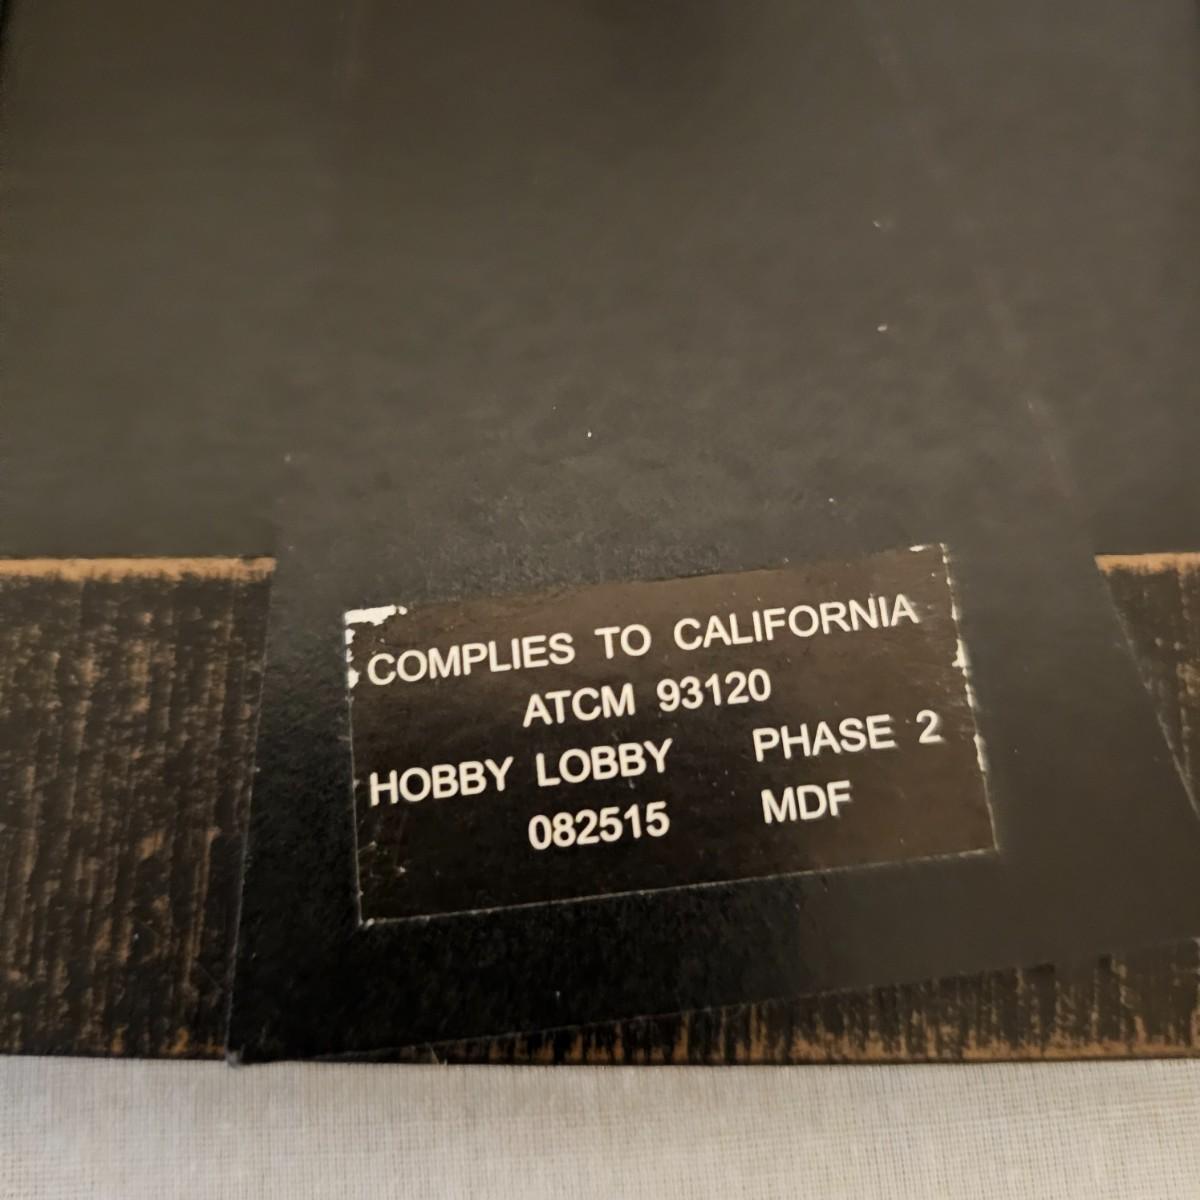 COMPLIES TO CALIFORNIA
ATCM 93120
HOBBY LOBBY PHASE 2
082515 MDF